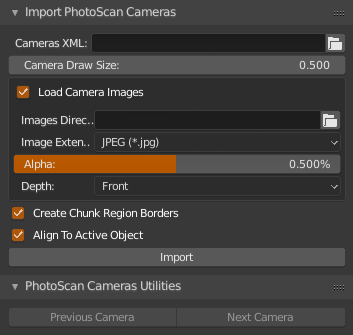 Import PhotoScan Cameras
Cameras XML:
Camera Draw Size: 0.500
Load Camera Images
Images Direc..
Image Exten.. JPEG (*.jpg)
Alpha: 0.500%
Depth: Front
Create Chunk Region Borders
Align To Active Object
Import
PhotoScan Cameras Utilities
Previous Camera Next Camera